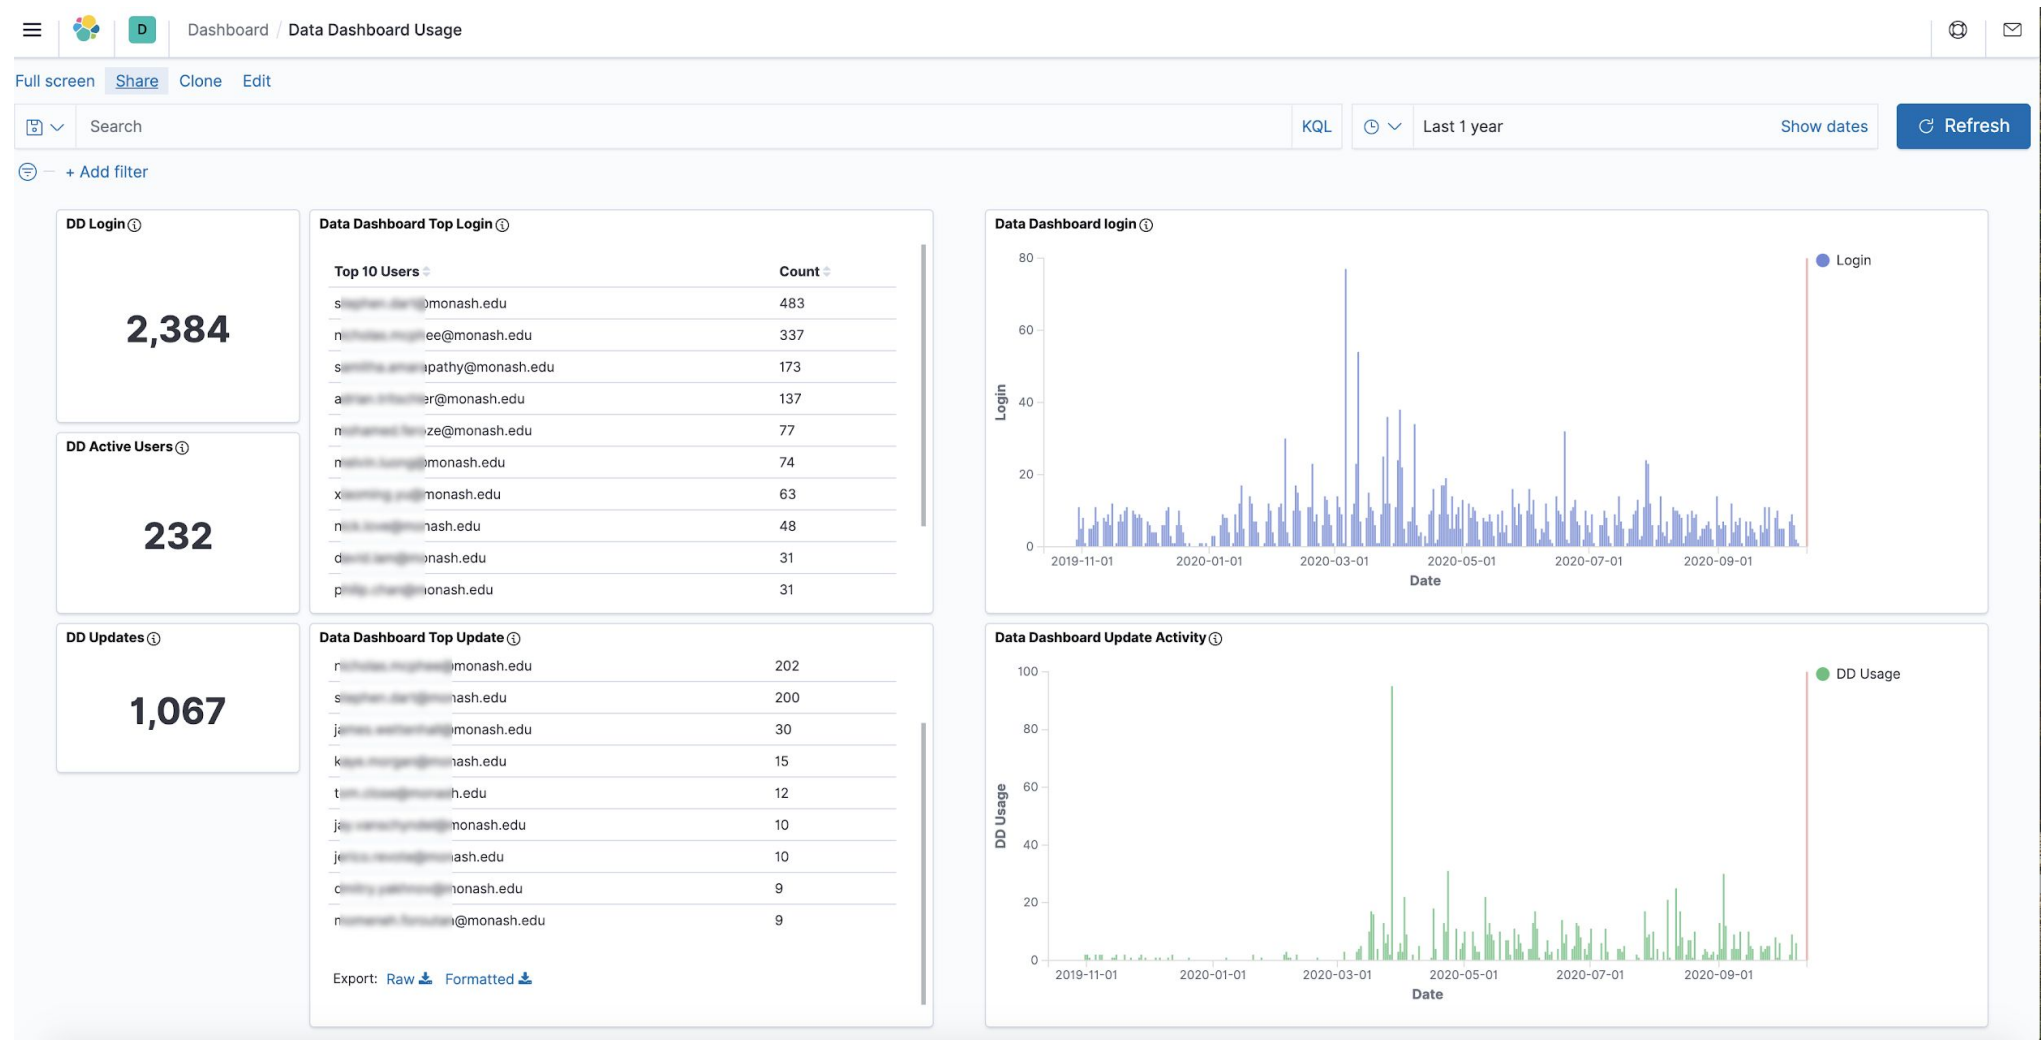 D Dashboard / Data Dashboard Usage
Full screen Share Clone Edit
Search KQL Last 1 year Show dates Refresh
+ Add filter
DD Login
2,384
DD Active Users
232
DD Updates
1,067
Data Dashboard Top Login
Top 10 Users Count
monash.edu 483
ee@monash.edu 337
pathy@monash.edu 173
er@monash.edu 137
ze@monash.edu 77
monash.edu 74
monash.edu 63
nash.edu 48
onash.edu 31
onash.edu 31
Data Dashboard Top Update
monash.edu 202
nash.edu 200
monash.edu 30
nash.edu 15
h.edu 12
monash.edu 10
ash.edu 10
onash.edu 9
@monash.edu 9
Export: Raw Formatted
Data Dashboard login
Login
80
60
40
20
0
Login
2019-11-01 2020-01-01 2020-03-01 2020-05-01 2020-07-01 2020-09-01
Date
Data Dashboard Update Activity
DD Usage
100
80
60
40
20
0
DD Usage
2019-11-01 2020-01-01 2020-03-01 2020-05-01 2020-07-01 2020-09-01
Date